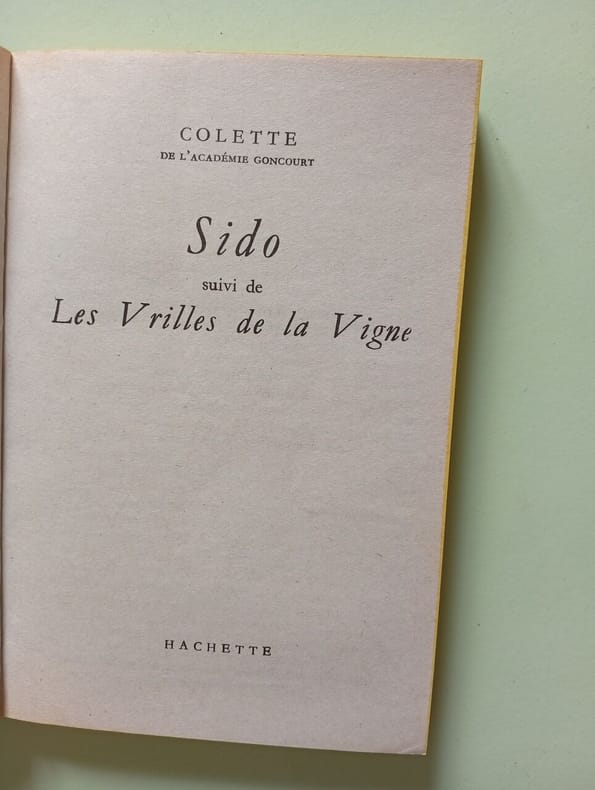 COLETTE
DE L'ACADÉMIE GONCOURT
Sido
suivi de
Les Vrilles de la Vigne
HACHETTE